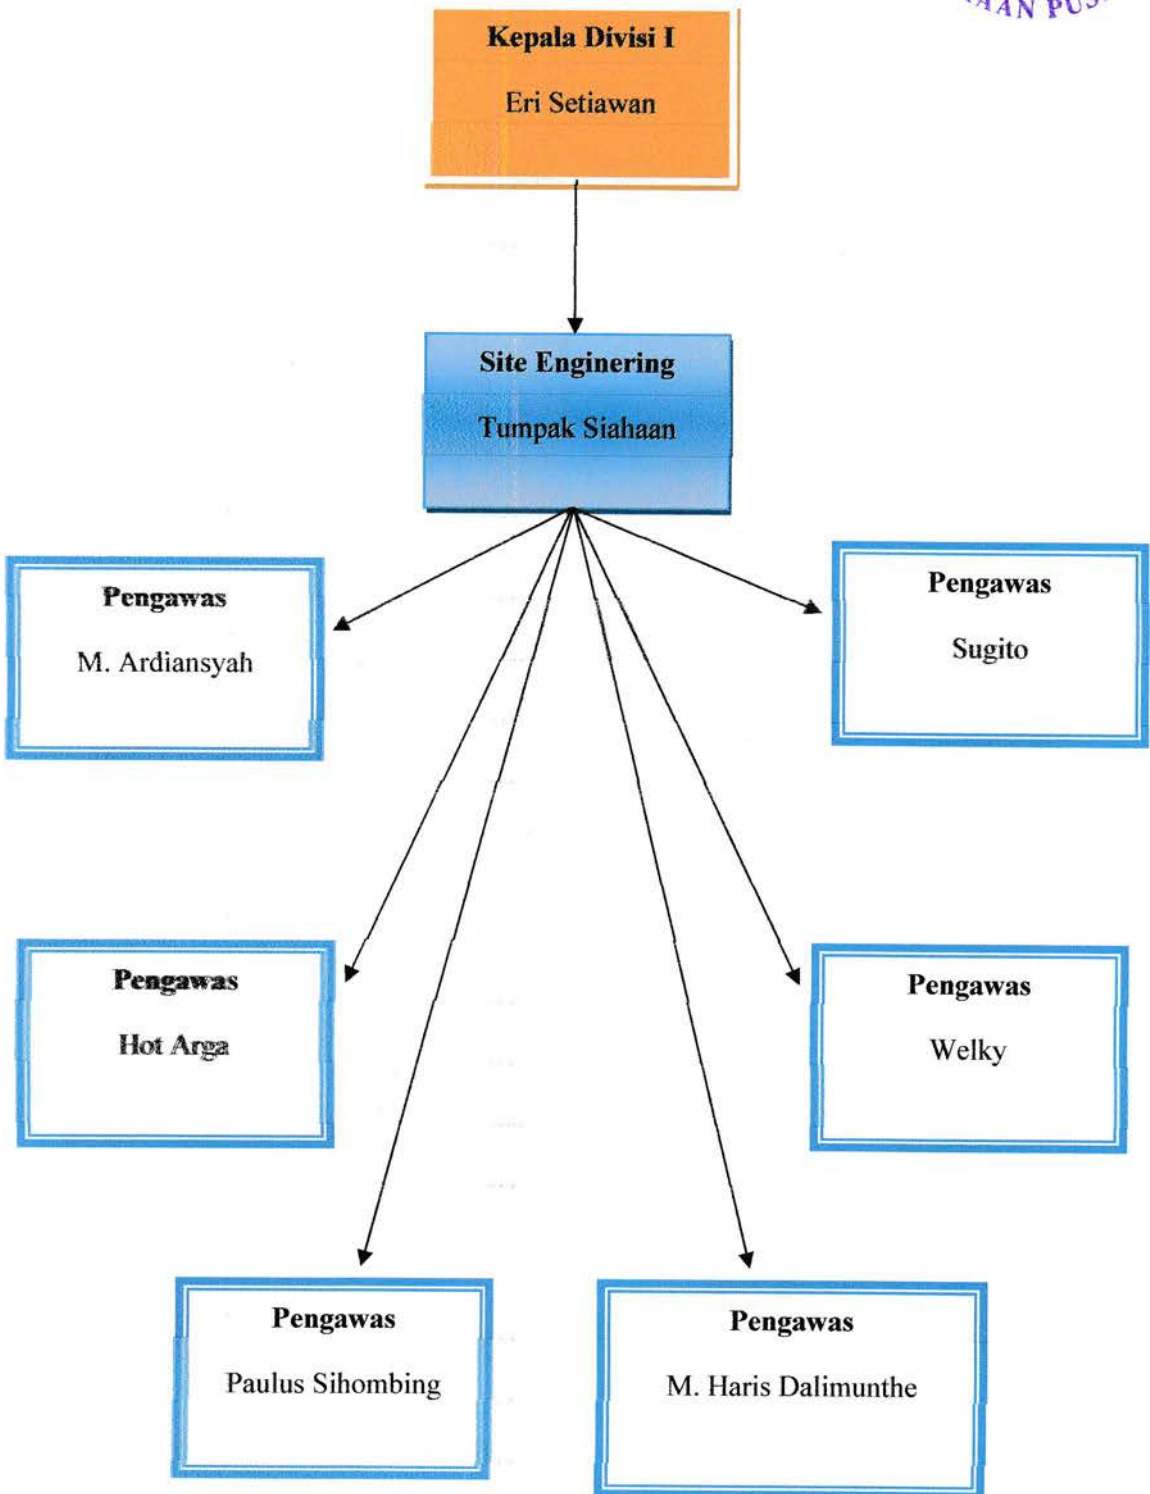 Kepala Divisi I
Eri Setiawan
Site Enginering
Tumpak Siahaan
Pengawas
M. Ardiansyah
Pengawas
Sugito
Pengawas
Hot Arga
Pengawas
Welky
Pengawas
Paulus Sihombing
Pengawas
M. Haris Dalimunthe